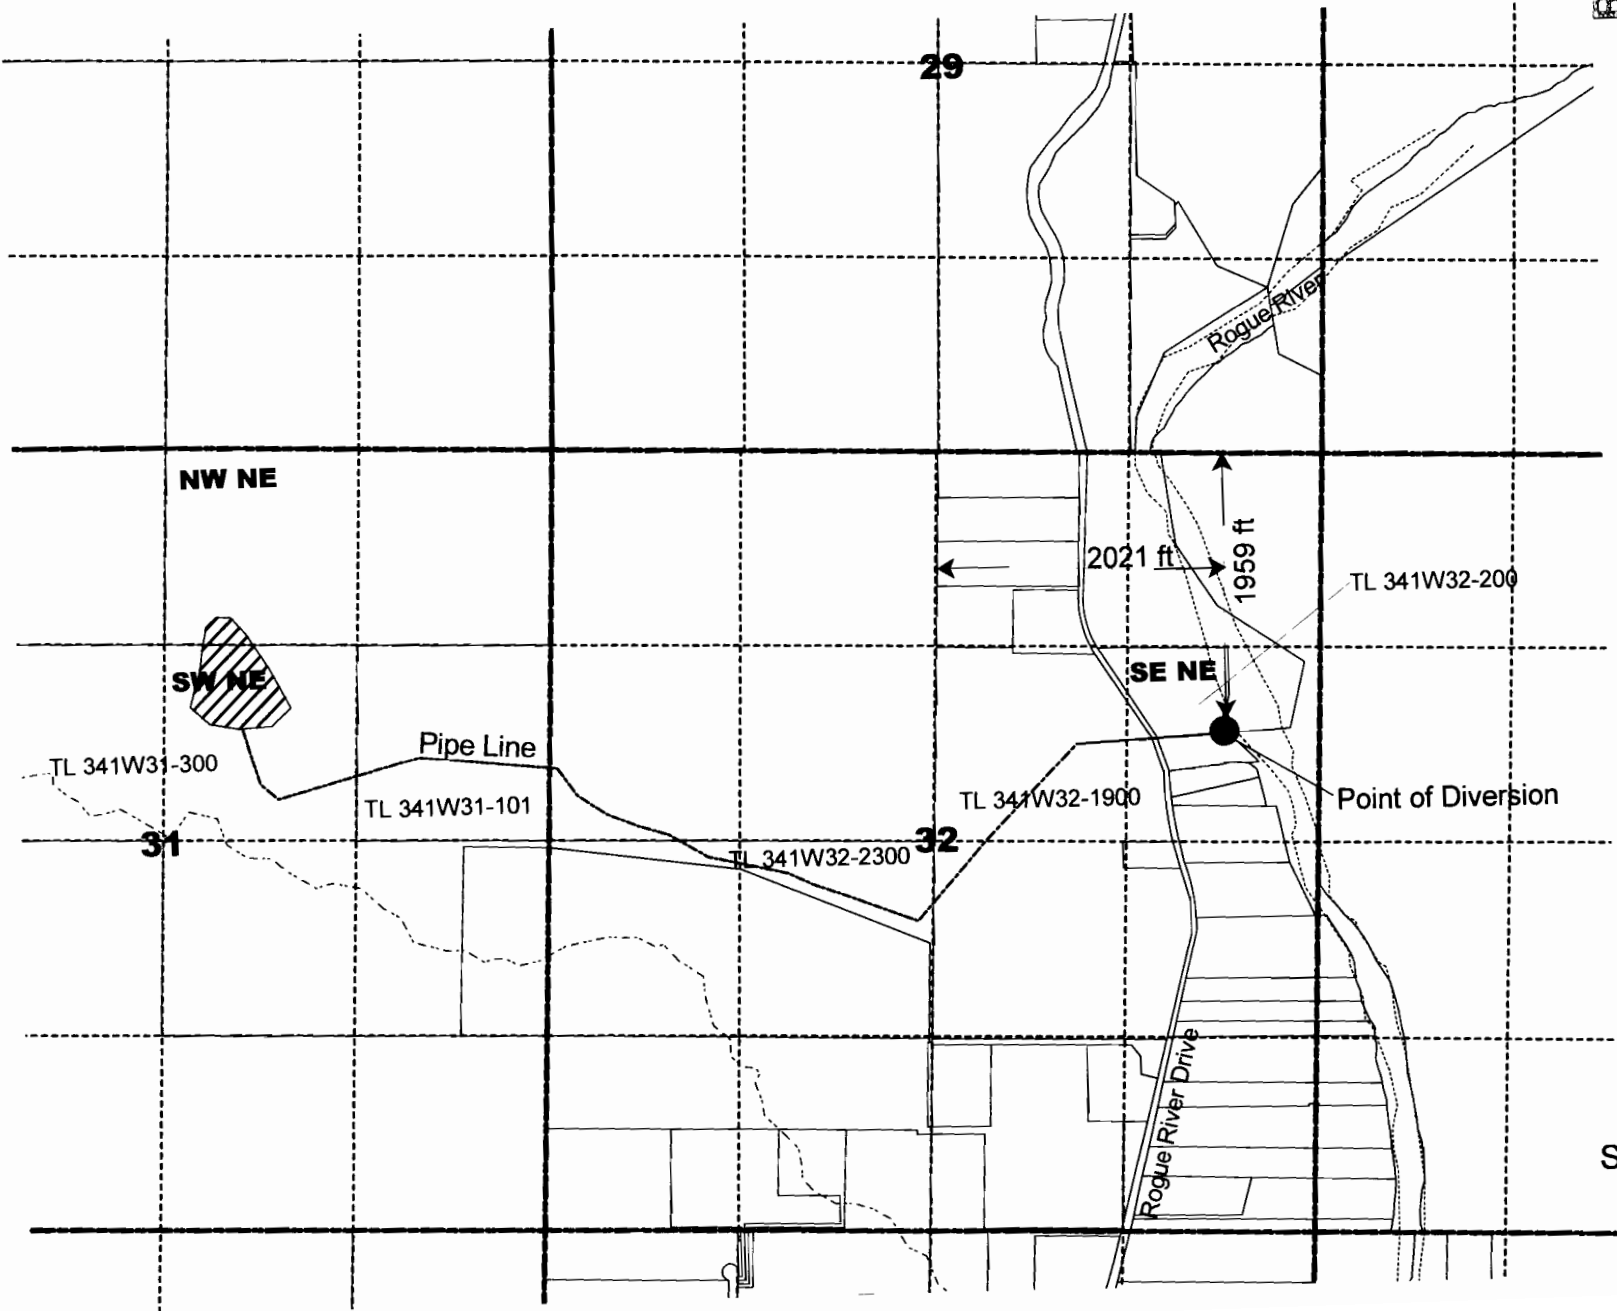 29
Rogue River
NW NE
2021 ft
1959 ft
TL 341W32-200
SW NE
SE NE
Pipe Line
TL 341W31-300
TL 341W31-101
TL 341W32-1900
Point of Diversion
31
32
TL 341W32-2300
Rogue River Drive
S